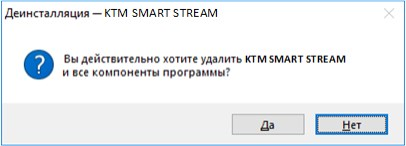 Деинсталляция — KTM SMART STREAM
Вы действительно хотите удалить KTM SMART STREAM
и все компоненты программы?
Да
Нет